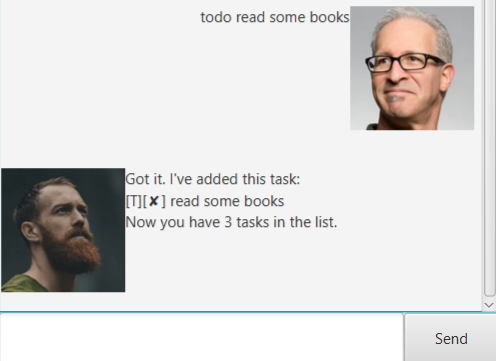 todo read some books
Got it. I've added this task:
[T][✘] read some books
Now you have 3 tasks in the list.
Send